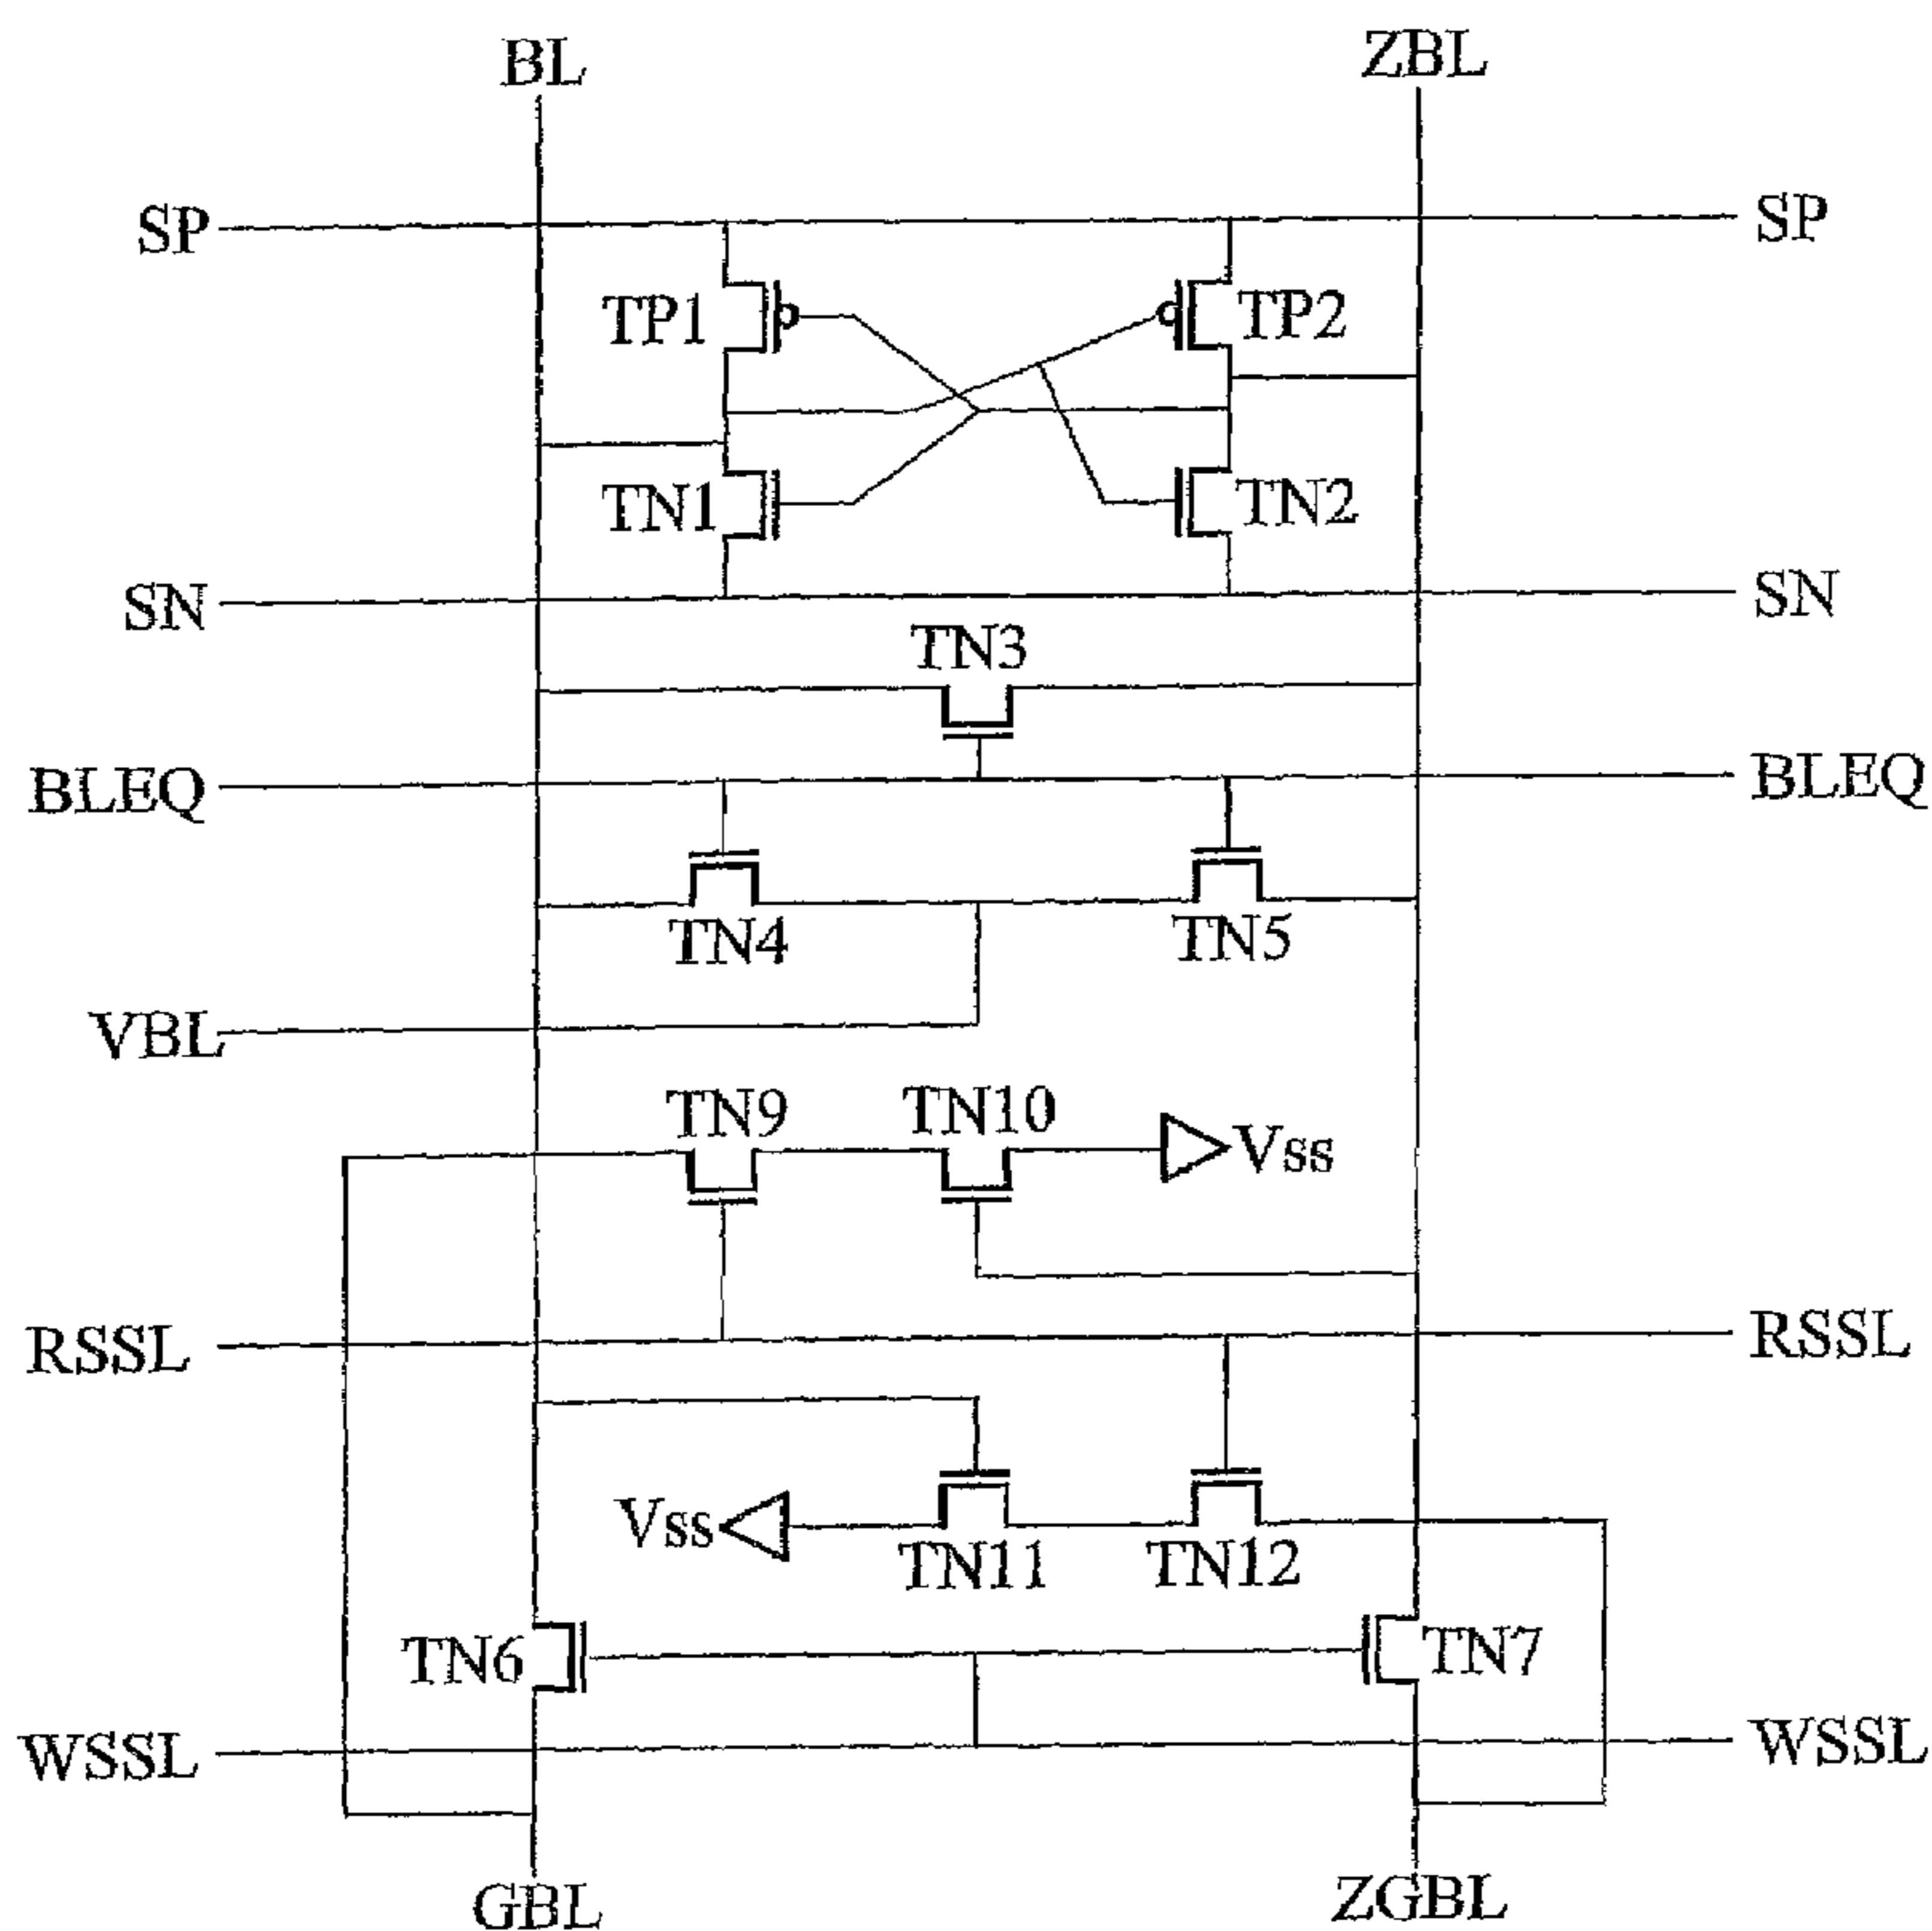 BL ZBL
SP SP
TP1 TP2
TN1 TN2
SN SN
TN3
BLEQ BLEQ
TN4 TN5
VBL
TN9 TN10 Vss
RSSL RSSL
Vss TN11 TN12
TN6 TN7
WSSL WSSL
GBL ZGBL